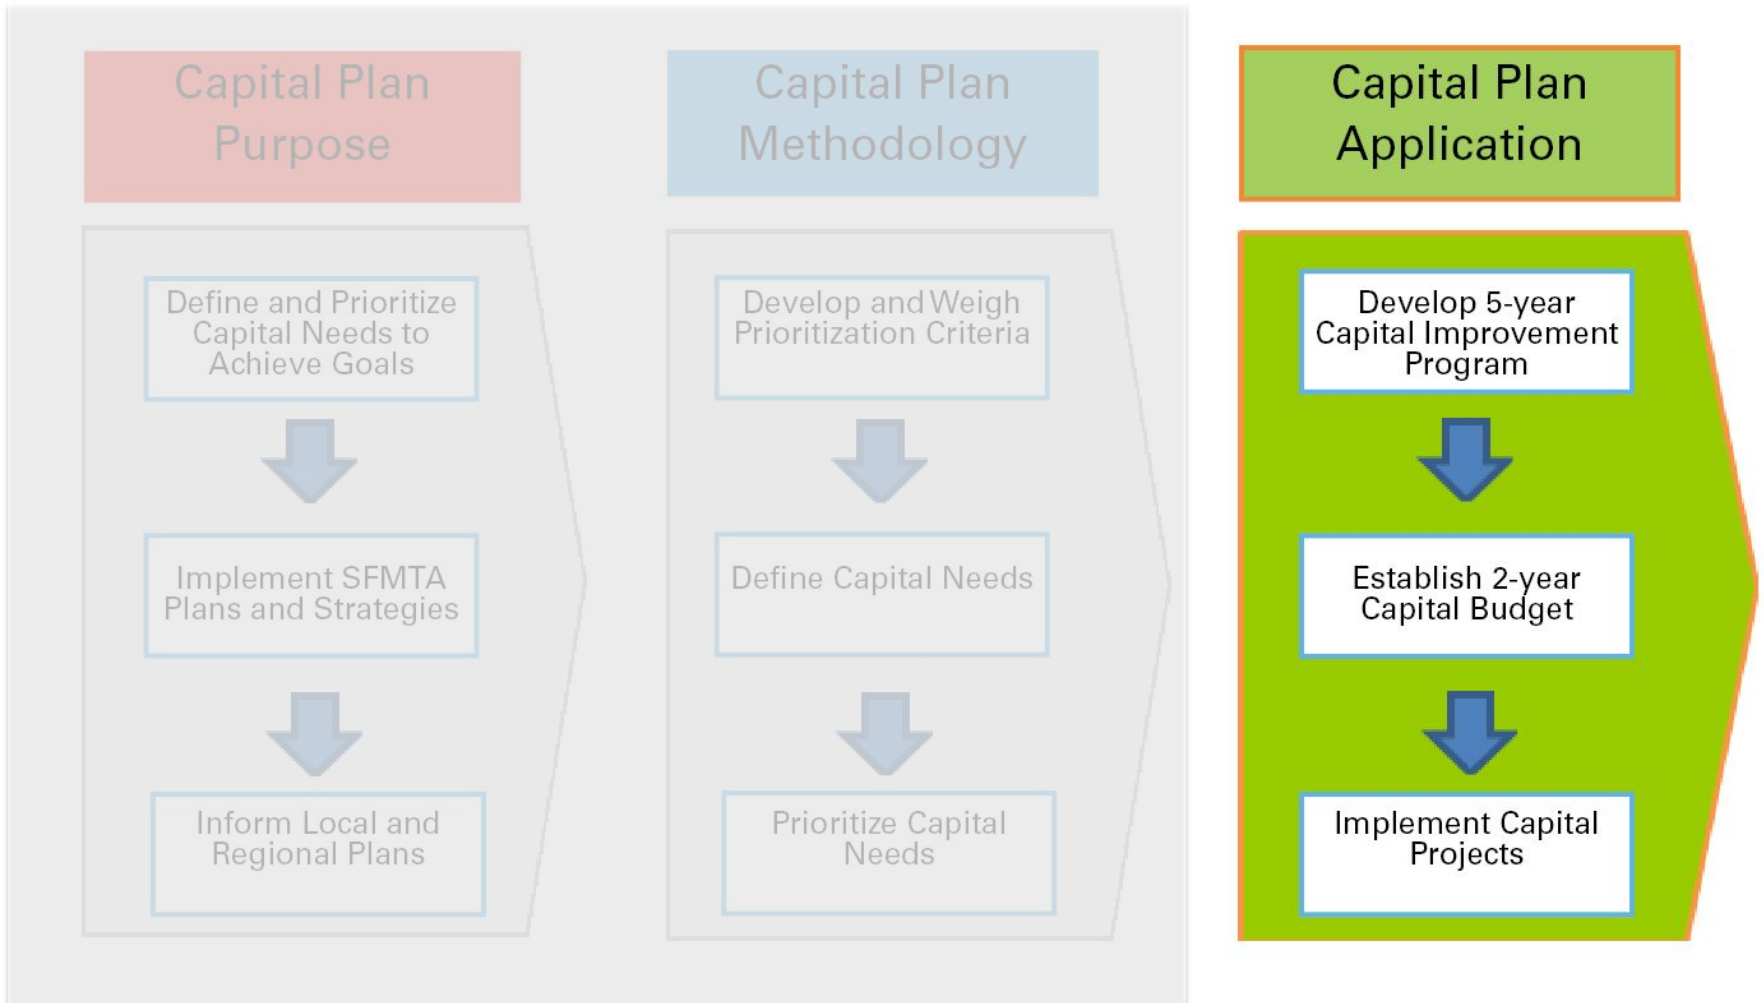 Capital Plan
Purpose
Define and Prioritize
Capital Needs to
Achieve Goals
Implement SFMTA
Plans and Strategies
Inform Local and
Regional Plans
Capital Plan
Methodology
Develop and Weigh
Prioritization Criteria
Define Capital Needs
Prioritize Capital
Needs
Capital Plan
Application
Develop 5-year
Capital Improvement
Program
Establish 2-year
Capital Budget
Implement Capital
Projects